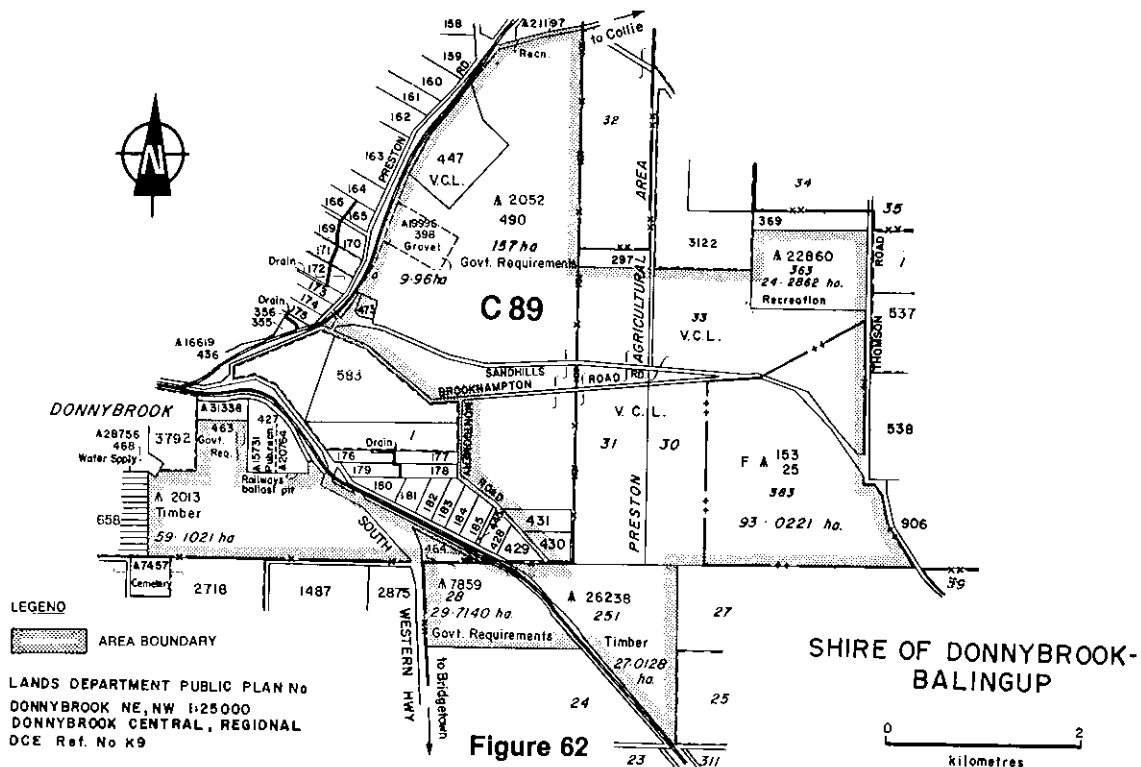 158
A 21197
to Collie
159
RD.
Recn.
160
161
162
32
PRESTON
163
447
V.C.L.
AREA
164
34
166
165
A 2052
490
35
A19996
398
Gravel
369
169
170
157 ha
3122
ROAD
171
Govt. Requirements
297
A 22860
363
24.2862 ha.
Recreation
1
Drain
172
9.96ha
173
C 89
AGRICULTURAL
33
V.C.L.
537
Drain
174
473
356
175
355
THOMSON
A16619
436
SANDHILLS
583
BROOKHAMPTON
ROAD
RD.
DONNYBROOK
A31338
463
Govt.
Req.
427
V. C. L.
A28756
468
Water Supply
3792
A15731
Pub.
A20764
Drain
1
31
30
538
176
177
F A 153
25
383
93.0221 ha.
179
178
Railways
ballast pit
180
181
182
183
184
185
ROAD
A 2013
Timber
59.1021 ha
658
431
430
428
429
464
PRESTON
906
SOUTH
A7457
Cemetery
2718
1487
2875
A 7859
28
29.7140 ha.
Govt. Requirements
A 26238
251
Timber
27.0128
ha.
27
39
WESTERN HWY
LEGEND
AREA BOUNDARY
SHIRE OF DONNYBROOK-
BALINGUP
LANDS DEPARTMENT PUBLIC PLAN No
DONNYBROOK NE, NW 1:25000
DONNYBROOK CENTRAL, REGIONAL
DCE Ref. No K9
to Bridgetown
24
25
Figure 62
23
311
0
2
kilometres